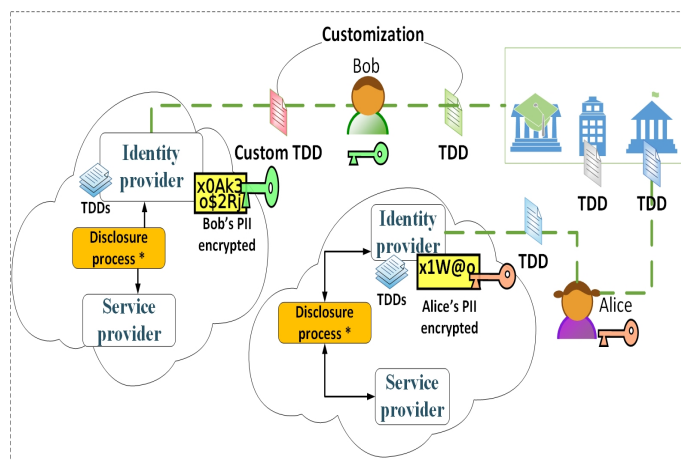 Customization
Bob
Identity
provider
TDDs
Custom TDD
TDD
x0Ak3
o$2Rj
Bob's PII
encrypted
Disclosure
process *
Service
provider
TDD
TDD
Identity
provider
TDDs
x1W@o
Alice's PII
encrypted
TDD
Alice
Disclosure
process *
Service
provider